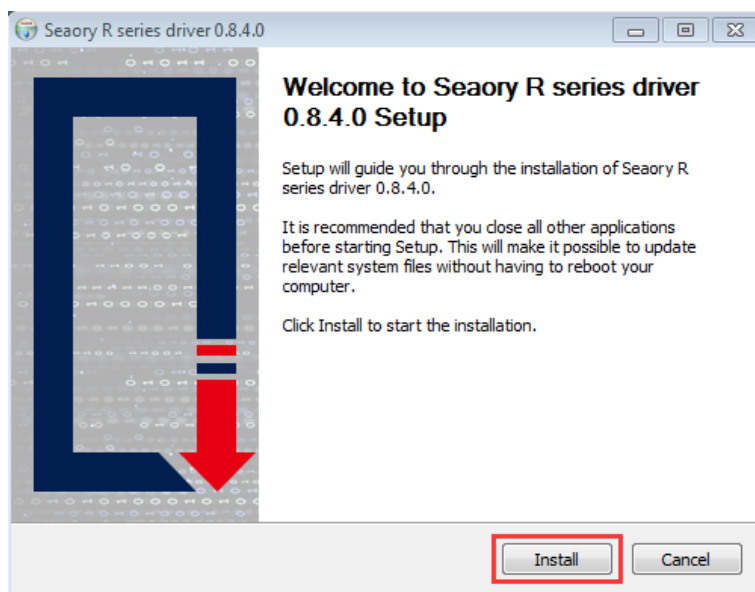 Seaory R series driver 0.8.4.0
Welcome to Seaory R series driver
0.8.4.0 Setup
Setup will guide you through the installation of Seaory R
series driver 0.8.4.0.
It is recommended that you close all other applications
before starting Setup. This will make it possible to update
relevant system files without having to reboot your
computer.
Click Install to start the installation.
Install
Cancel